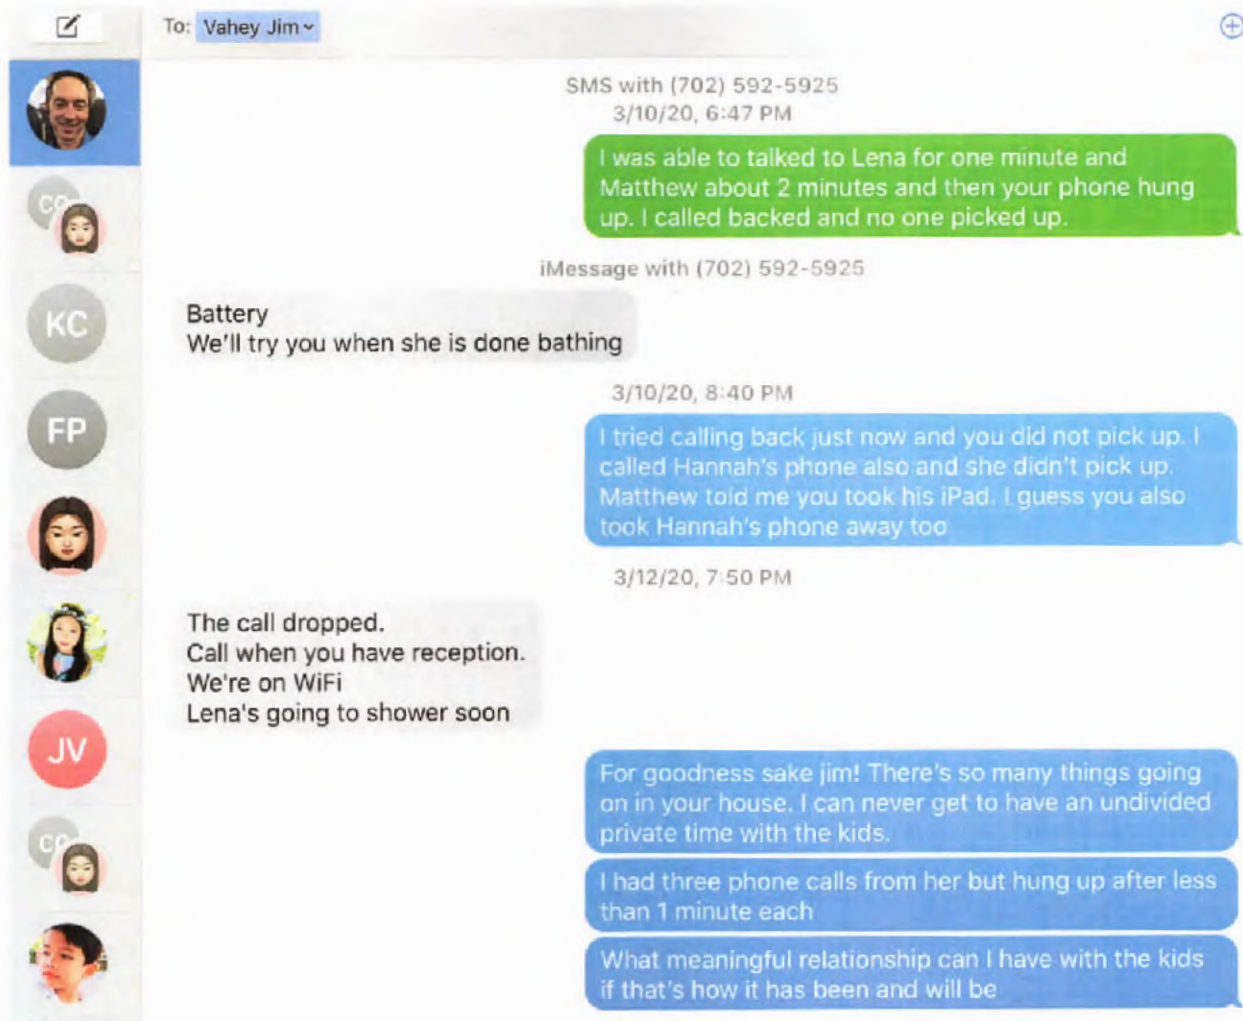 To: Vahey Jim
SMS with (702) 592-5925
3/10/20, 6:47 PM
I was able to talked to Lena for one minute and
Matthew about 2 minutes and then your phone hung
up. I called backed and no one picked up.
iMessage with (702) 592-5925
Battery
We'll try you when she is done bathing
3/10/20, 8:40 PM
I tried calling back just now and you did not pick up. I
called Hannah's phone also and she didn't pick up.
Matthew told me you took his iPad. I guess you also
took Hannah's phone away too
3/12/20, 7:50 PM
The call dropped.
Call when you have reception.
We're on WiFi
Lena's going to shower soon
For goodness sake jim! There's so many things going
on in your house. I can never get to have an undivided
private time with the kids.
I had three phone calls from her but hung up after less
than 1 minute each
What meaningful relationship can I have with the kids
if that's how it has been and will be
KC
FP
JV